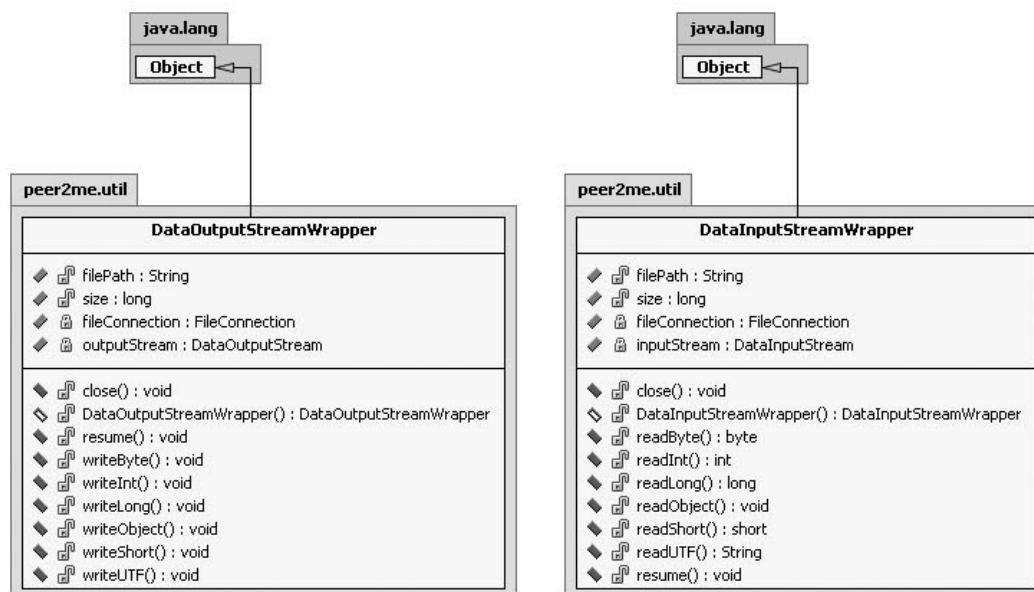 java.lang
Object
peer2me.util
DataOutputStreamWrapper
filePath : String
size : long
fileConnection : FileConnection
outputStream : DataOutputStream
close() : void
DataOutputStreamWrapper() : DataOutputStreamWrapper
resume() : void
writeByte() : void
writeInt() : void
writeLong() : void
writeObject() : void
writeShort() : void
writeUTF() : void
java.lang
Object
peer2me.util
DataInputStreamWrapper
filePath : String
size : long
fileConnection : FileConnection
inputStream : DataInputStream
close() : void
DataInputStreamWrapper() : DataInputStreamWrapper
readByte() : byte
readInt() : int
readLong() : long
readObject() : void
readShort() : short
readUTF() : String
resume() : void